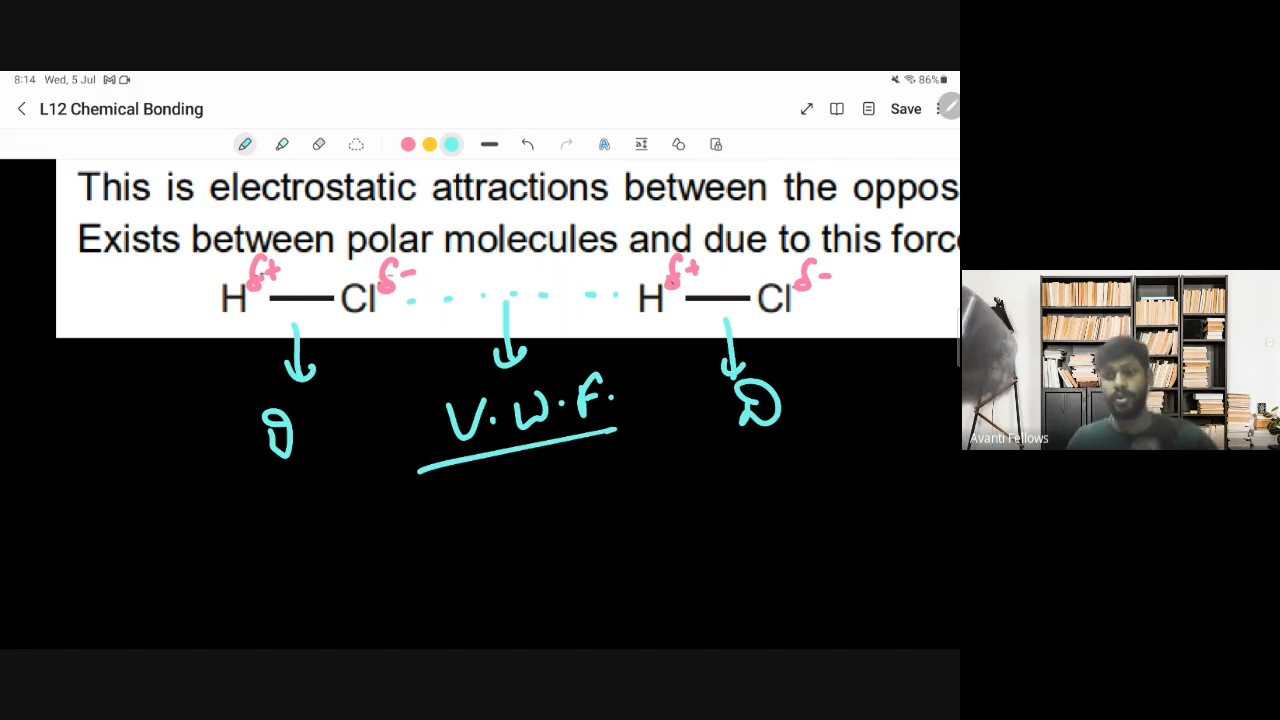 8:14 Wed, 5 Jul 86%
L12 Chemical Bonding Save
This is electrostatic attractions between the oppos
Exists between polar molecules and due to this forc
H δ+ — Cl δ- H δ+ — Cl δ-
D V.W.F. D
Avanti Fellows